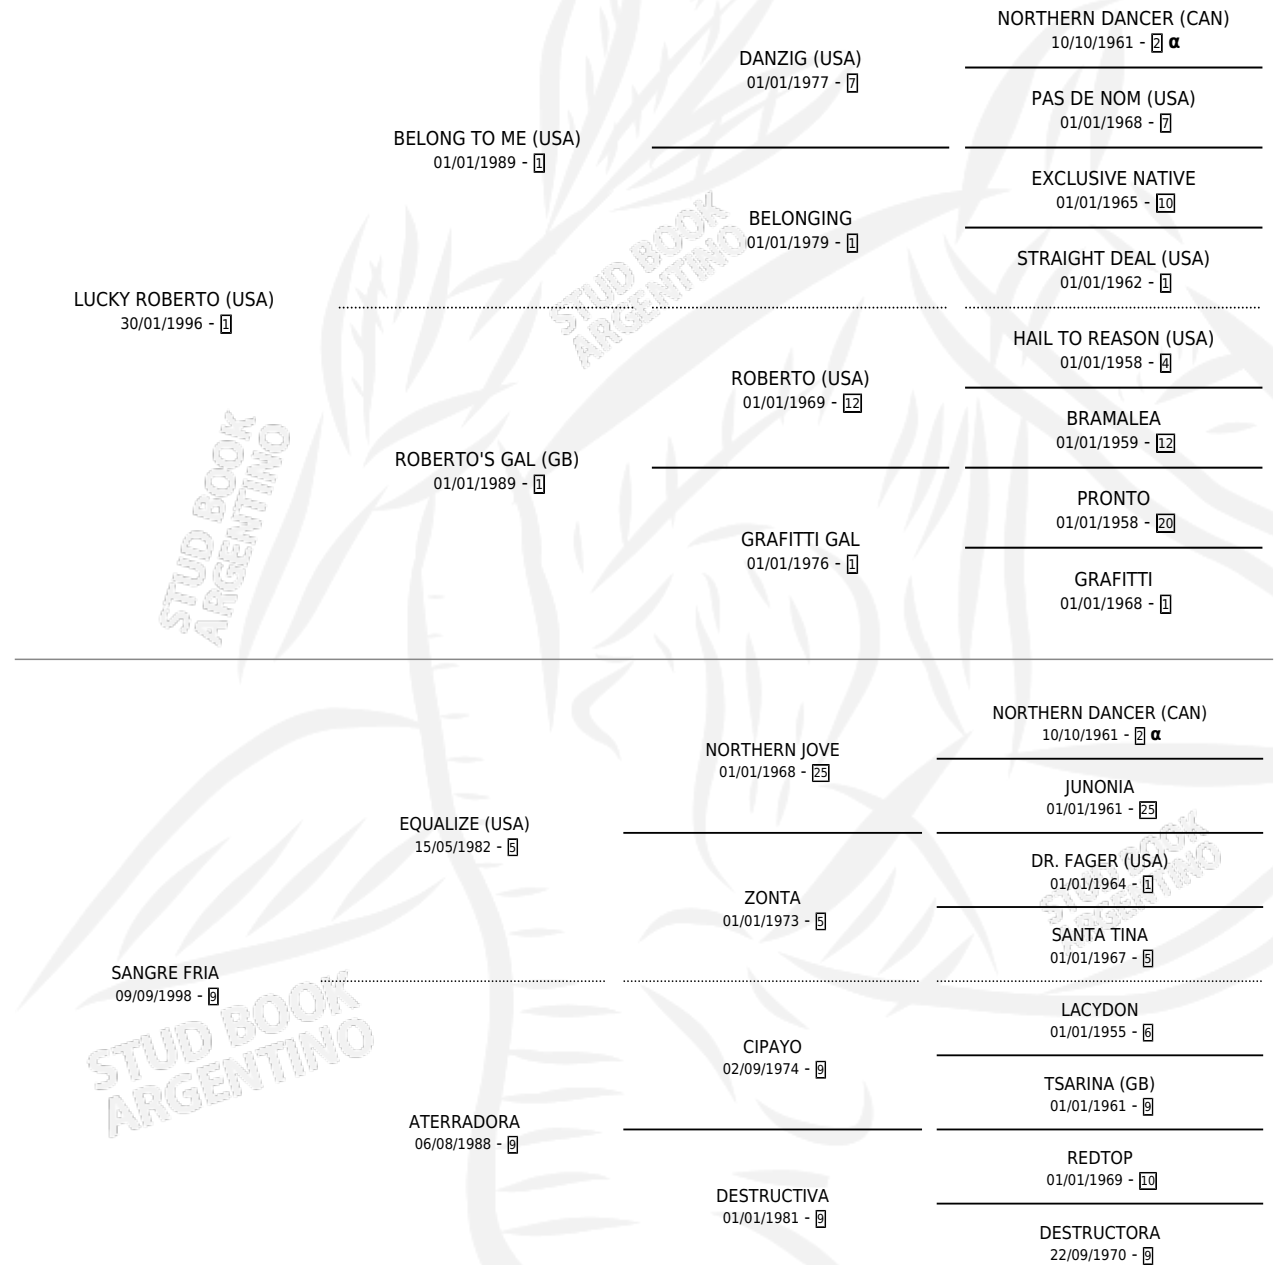 NORTHERN DANCER (CAN)
10/10/1961 - 2 α
DANZIG (USA)
01/01/1977 - 7
PAS DE NOM (USA)
01/01/1968 - 7
BELONG TO ME (USA)
01/01/1989 - 1
EXCLUSIVE NATIVE
01/01/1965 - 10
BELONGING
01/01/1979 - 1
STRAIGHT DEAL (USA)
01/01/1962 - 1
LUCKY ROBERTO (USA)
30/01/1996 - 1
HAIL TO REASON (USA)
01/01/1958 - 4
ROBERTO (USA)
01/01/1969 - 12
BRAMALEA
01/01/1959 - 12
ROBERTO'S GAL (GB)
01/01/1989 - 1
PRONTO
01/01/1958 - 20
GRAFITTI GAL
01/01/1976 - 1
GRAFITTI
01/01/1968 - 1
NORTHERN DANCER (CAN)
10/10/1961 - 2 α
NORTHERN JOVE
01/01/1968 - 25
JUNONIA
01/01/1961 - 25
EQUALIZE (USA)
15/05/1982 - 5
DR. FAGER (USA)
01/01/1964 - 1
ZONTA
01/01/1973 - 5
SANTA TINA
01/01/1967 - 5
SANGRE FRIA
09/09/1998 - 9
LACYDON
01/01/1955 - 6
CIPAYO
02/09/1974 - 9
TSARINA (GB)
01/01/1961 - 9
ATERRADORA
06/08/1988 - 9
REDTOP
01/01/1969 - 10
DESTRUCTIVA
01/01/1981 - 9
DESTRUCTORA
22/09/1970 - 9
STUD BOOK
ARGENTINO
STUD BOOK
ARGENTINO
STUD BOOK
ARGENTINO
STUD BOOK
ARGENTINO